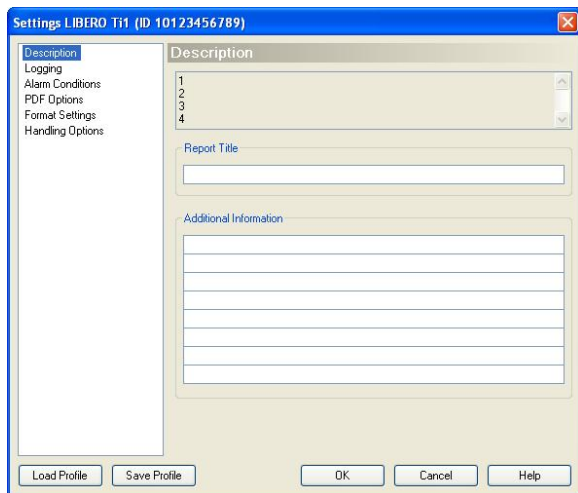 Settings LIBERO Ti1 (ID 10123456789)
Description
Logging
Alarm Conditions
PDF Options
Format Settings
Handling Options
Description
1
2
3
4
Report Title
Additional Information
Load Profile
Save Profile
OK
Cancel
Help